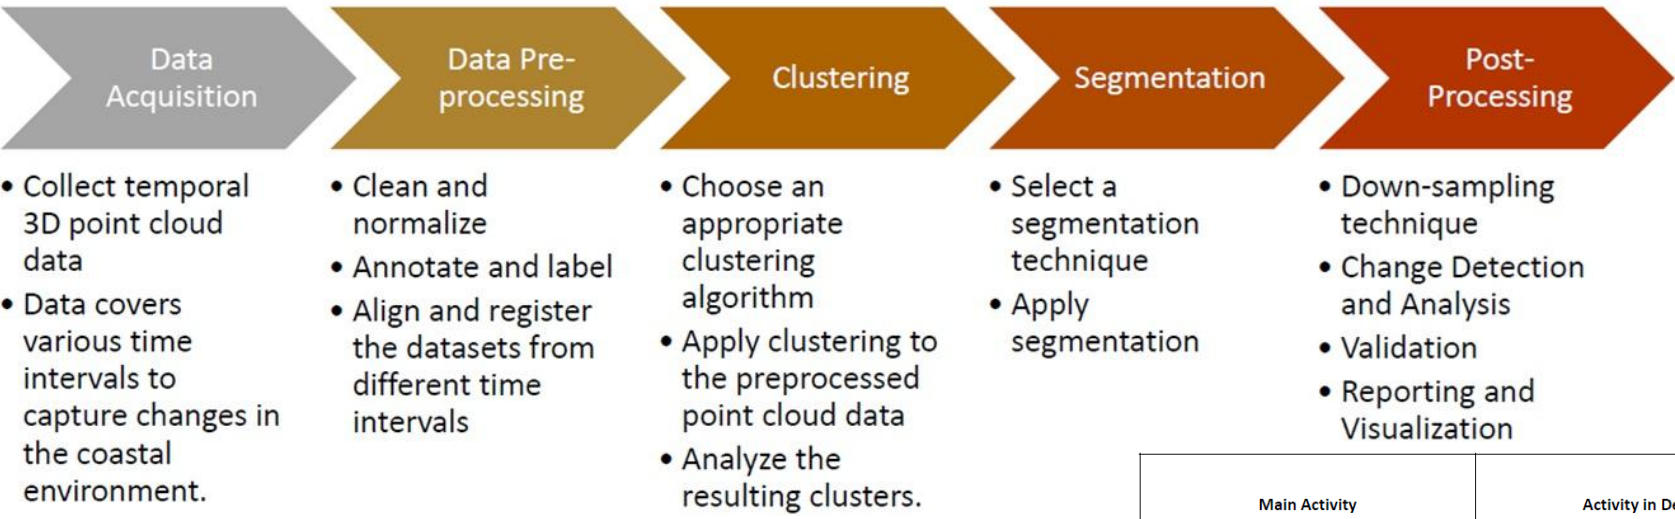 Data
Acquisition
Data Pre-
processing
Clustering
Segmentation
Post-
Processing
• Collect temporal
3D point cloud
data
• Data covers
various time
intervals to
capture changes in
the coastal
environment.
• Clean and
normalize
• Annotate and label
• Align and register
the datasets from
different time
intervals
• Choose an
appropriate
clustering
algorithm
• Apply clustering to
the preprocessed
point cloud data
• Analyze the
resulting clusters.
• Select a
segmentation
technique
• Apply
segmentation
• Down-sampling
technique
• Change Detection
and Analysis
• Validation
• Reporting and
Visualization
Main Activity
Activity in